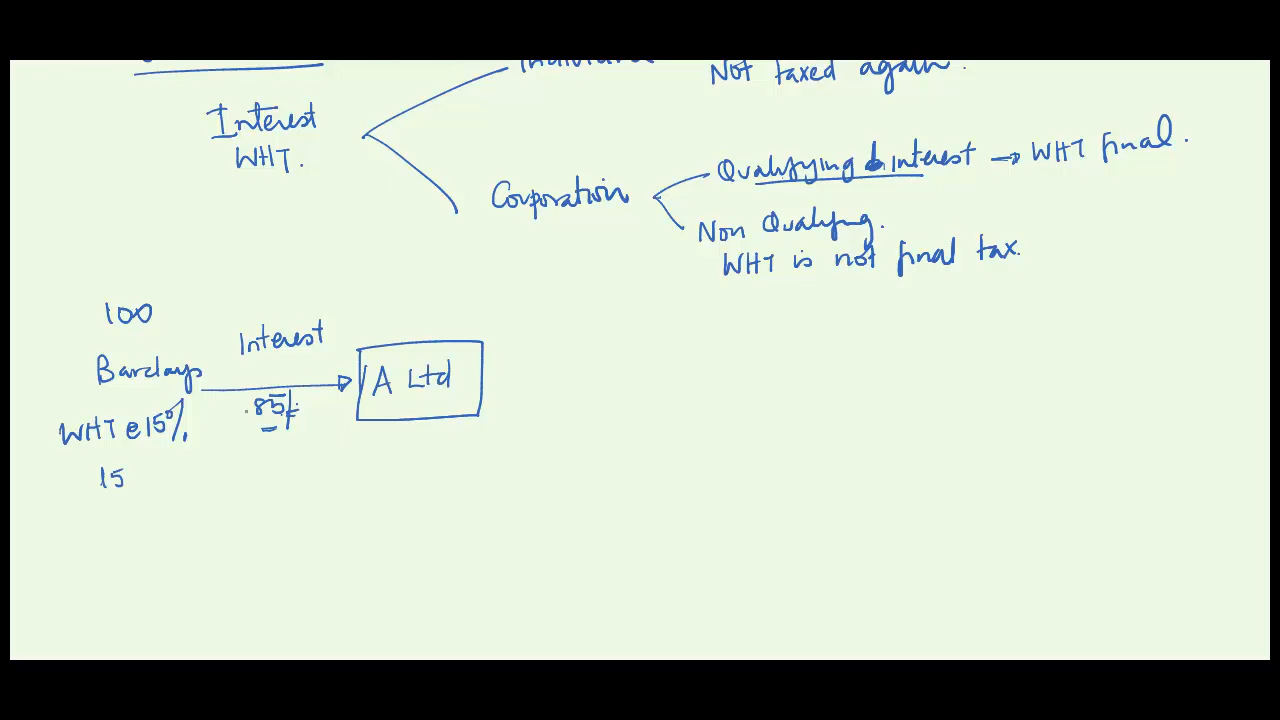 Not taxed again.
Interest
WHT.
Qualifying interest → WHT final.
Corporation
Non Qualifying.
WHT is not final tax.
100
Interest
Barclays
A Ltd
85/=
WHT @ 15%
15